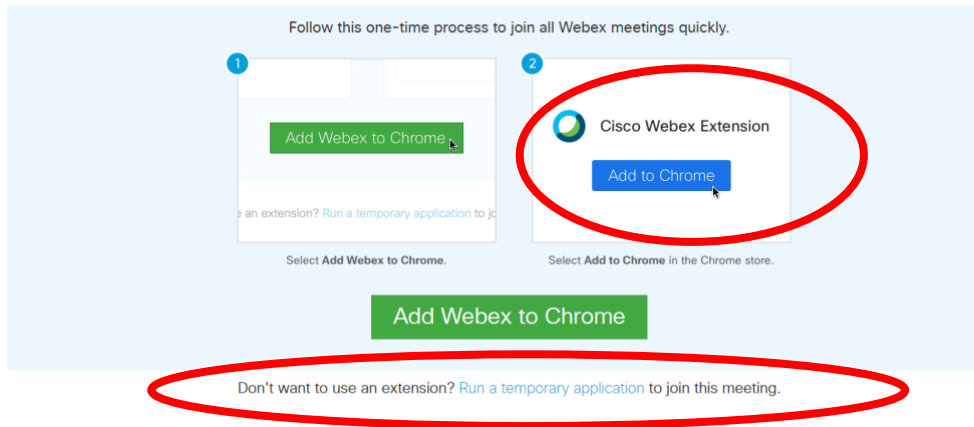 Follow this one-time process to join all Webex meetings quickly.
1
Add Webex to Chrome
an extension? Run a temporary application to jo
Select Add Webex to Chrome.
2
Cisco Webex Extension
Add to Chrome
Select Add to Chrome in the Chrome store.
Add Webex to Chrome
Don't want to use an extension? Run a temporary application to join this meeting.